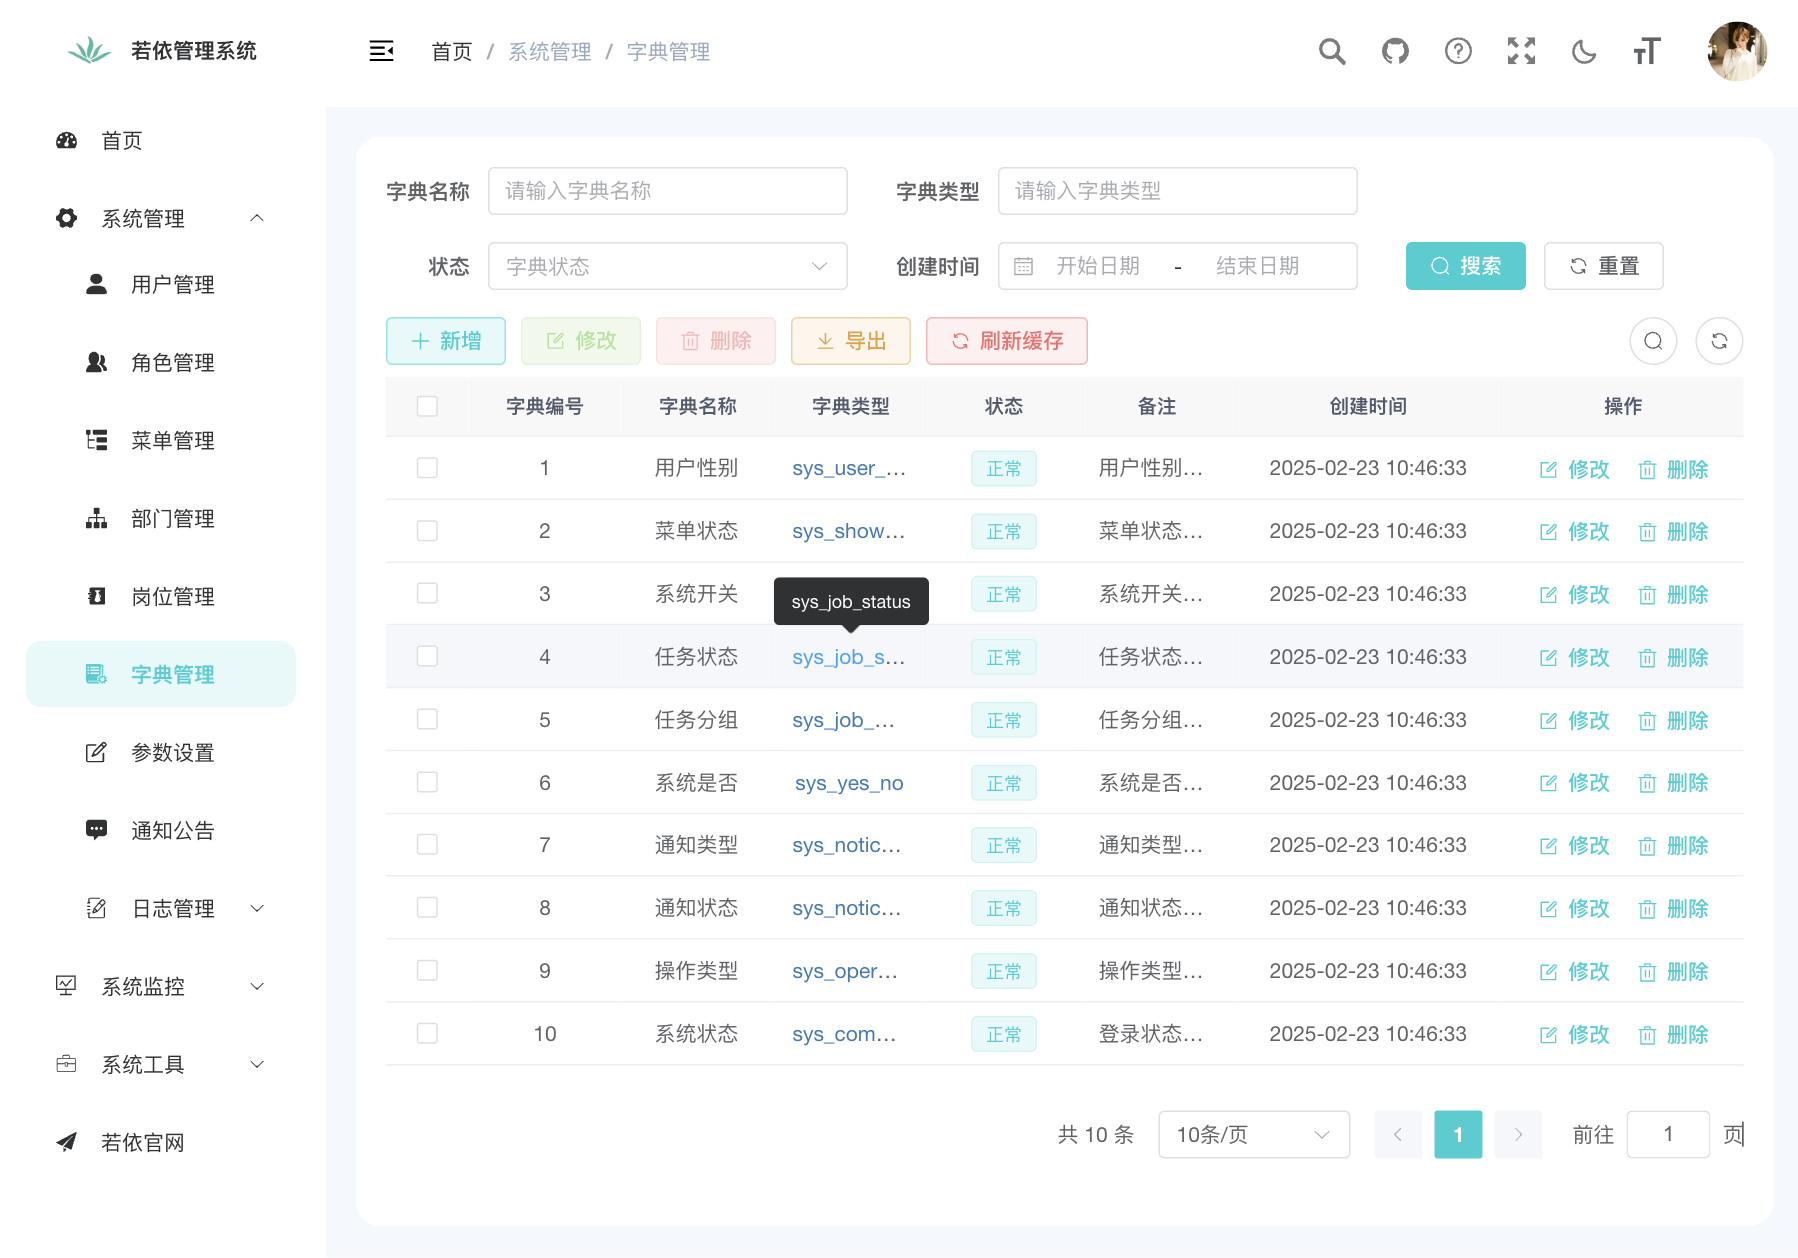 若依管理系统
首页 / 系统管理 / 字典管理
首页
系统管理
用户管理
角色管理
菜单管理
部门管理
岗位管理
字典管理
参数设置
通知公告
日志管理
系统监控
系统工具
若依官网
字典名称 请输入字典名称 字典类型 请输入字典类型
状态 字典状态 创建时间 开始日期 - 结束日期 搜索 重置
新增 修改 删除 导出 刷新缓存
字典编号 字典名称 字典类型 状态 备注 创建时间 操作
1 用户性别 sys_user_... 正常 用户性别... 2025-02-23 10:46:33 修改 删除
2 菜单状态 sys_show... 正常 菜单状态... 2025-02-23 10:46:33 修改 删除
3 系统开关 正常 系统开关... 2025-02-23 10:46:33 修改 删除
sys_job_status
4 任务状态 sys_job_s... 正常 任务状态... 2025-02-23 10:46:33 修改 删除
5 任务分组 sys_job_... 正常 任务分组... 2025-02-23 10:46:33 修改 删除
6 系统是否 sys_yes_no 正常 系统是否... 2025-02-23 10:46:33 修改 删除
7 通知类型 sys_notic... 正常 通知类型... 2025-02-23 10:46:33 修改 删除
8 通知状态 sys_notic... 正常 通知状态... 2025-02-23 10:46:33 修改 删除
9 操作类型 sys_oper... 正常 操作类型... 2025-02-23 10:46:33 修改 删除
10 系统状态 sys_com... 正常 登录状态... 2025-02-23 10:46:33 修改 删除
共 10 条 10条/页 1 前往 1 页